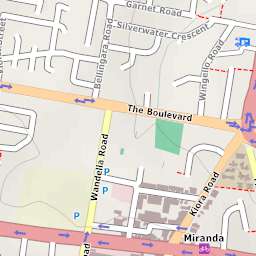 Garnet Road
Silverwater Crescent
Bellingara Road
Wingello Road
The Boulevard
Wandella Road
Kiora Road
P
P
P
Miranda